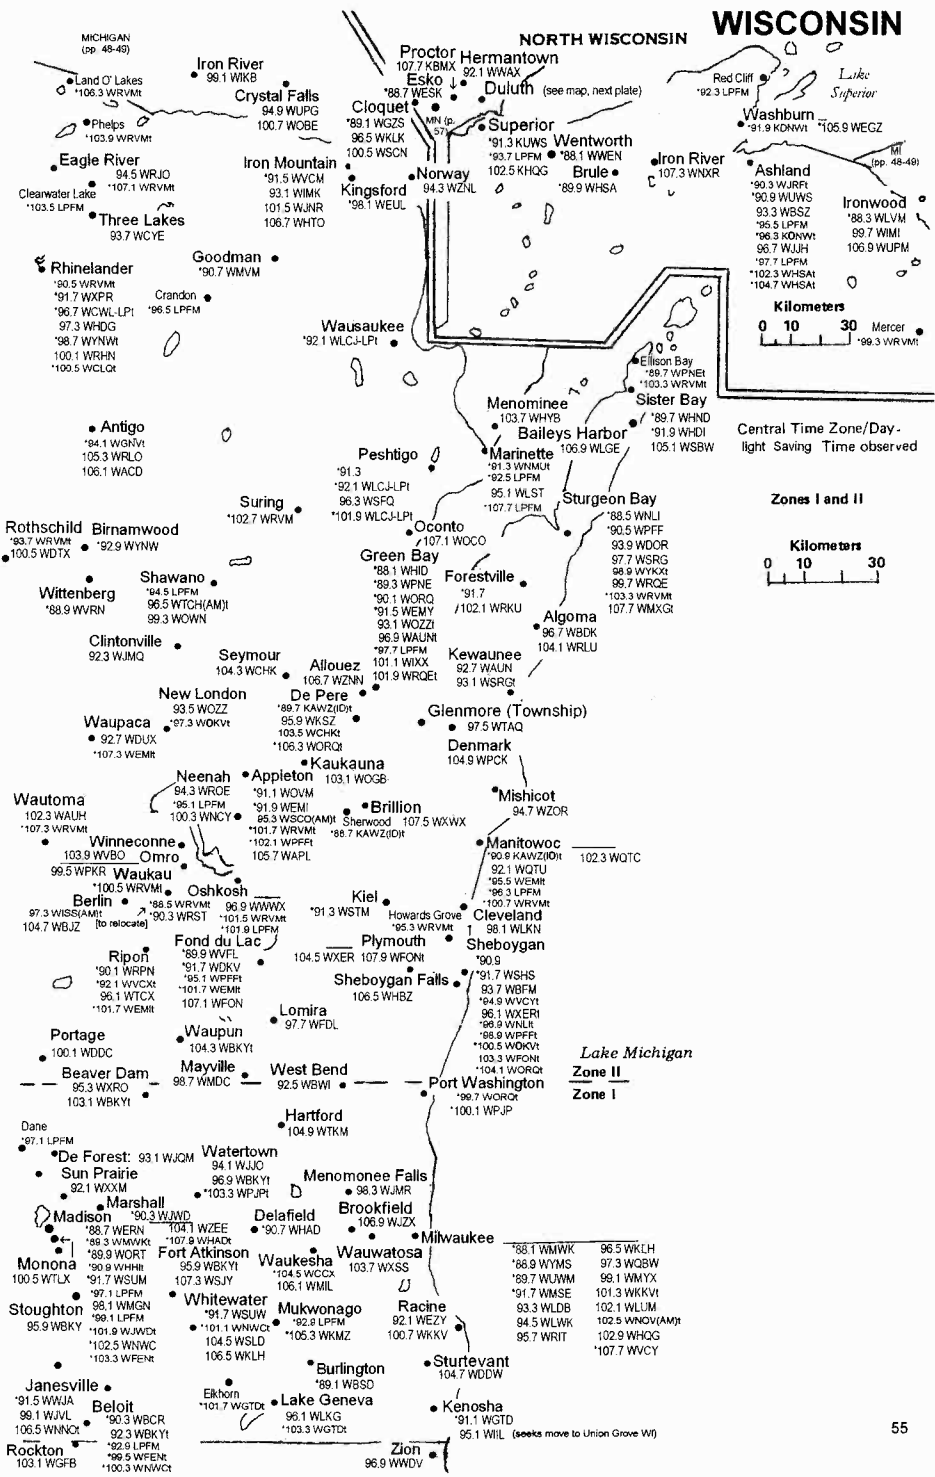 WISCONSIN
NORTH WISCONSIN
MICHIGAN
(pp. 48-49)
Land O' Lakes
*106.3 WRVMt
Iron River
99.1 WIKB
Crystal Falls
94.9 WUPG
100.7 WOBE
Proctor
107.7 KBMX
Hermantown
92.1 WWAX
Esko
*88.7 WESK
Duluth (see map, next plate)
Cloquet
*89.1 WGZS
96.5 WKLK
100.5 WSCN
MN (p. 57)
Superior
*91.3 KUWS
*93.7 LPFM
102.5 KHQG
Wentworth
*88.1 WWEN
Brule
*89.9 WHSA
Iron River
107.3 WNXR
Red Cliff
*92.3 LPFM
Lake
Superior
Washburn
*91.9 KDNWt
*105.9 WEGZ
MI
(pp. 48-49)
Ashland
*90.3 WJRFt
*90.9 WUWS
93.3 WBSZ
*95.5 LPFM
*96.3 KDNWt
96.7 WJJH
*97.7 LPFM
*102.3 WHSAt
*104.7 WHSAt
Ironwood
*88.3 WLVM
99.7 WIMI
106.9 WUPM
Phelps
*103.9 WRVMt
Eagle River
94.5 WRJO
*107.1 WRVMt
Clearwater Lake
*103.5 LPFM
Three Lakes
93.7 WCYE
Iron Mountain
*91.5 WVCM
93.1 WIMK
101.5 WJNR
106.7 WHTO
Kingsford
*98.1 WEUL
Norway
94.3 WZNL
Goodman
*90.7 WMVM
Crandon
*96.5 LPFM
Rhinelander
*90.5 WRVMt
*91.7 WXPR
*96.7 WCWL-LPt
97.3 WHDG
*98.7 WYNWt
100.1 WRHN
*100.5 WCLQt
Wausaukee
*92.1 WLCJ-LPt
Kilometers
0 10 30
Mercer
*99.3 WRVMt
Ellison Bay
*89.7 WPNEt
*103.3 WRVMt
Sister Bay
*89.7 WHND
*91.9 WHDI
105.1 WSBW
Central Time Zone/Day-
light Saving Time observed
Zones I and II
Kilometers
0 10 30
Menominee
103.7 WHYB
Baileys Harbor
106.9 WLGE
Antigo
*94.1 WGNVt
105.3 WRLO
106.1 WACD
Peshtigo
*91.3
*92.1 WLCJ-LPt
96.3 WSFQ
*101.9 WLCJ-LPt
Marinette
*91.3 WNMUt
*92.5 LPFM
95.1 WLST
*107.7 LPFM
Sturgeon Bay
*88.5 WNLI
*90.5 WPFF
93.9 WDOR
97.7 WSRG
98.9 WYKXt
99.7 WRQE
*103.3 WRVMt
107.7 WMXGt
Suring
*102.7 WRVM
Oconto
107.1 WOCO
Rothschild
*93.7 WRVMt
100.5 WDTX
Birnamwood
*92.9 WYNW
Wittenberg
*88.9 WVRN
Shawano
*94.5 LPFM
96.5 WTCH(AM)t
99.3 WOWN
Green Bay
*88.1 WHID
*89.3 WPNE
*90.1 WORQ
*91.5 WEMY
93.1 WOZZt
96.9 WAUNt
*97.7 LPFM
101.1 WIXX
101.9 WRQEt
Forestville
*91.7
102.1 WRKU
Algoma
96.7 WBDK
104.1 WRLU
Clintonville
92.3 WJMQ
Seymour
104.3 WCHK
Allouez
106.7 WZNN
Kewaunee
92.7 WAUN
93.1 WSRGt
New London
93.5 WOZZ
*97.3 WOKVt
Waupaca
92.7 WDUX
*107.3 WEMIt
De Pere
*89.7 KAWZ(ID)t
95.9 WKSZ
103.5 WCHKt
*106.3 WORQt
Glenmore (Township)
97.5 WTAQ
Denmark
104.9 WPCK
Kaukauna
103.1 WOGB
Neenah
94.3 WROE
*95.1 LPFM
100.3 WNCY
Appleton
*91.1 WOVM
*91.9 WEMI
95.3 WSCO(AM)t
*101.7 WRVMt
*102.1 WPFFt
105.7 WAPL
Brillion
107.5 WXWX
Sherwood
*88.7 KAWZ(ID)t
Mishicot
94.7 WZOR
Wautoma
102.3 WAUH
*107.3 WRVMt
Winneconne
103.9 WVBO
Omro
99.5 WPKR
Waukau
*100.5 WRVMt
Manitowoc
*90.9 KAWZ(ID)t
92.1 WQTU
*95.5 WEMIt
*96.3 LPFM
*100.7 WRVMt
102.3 WQTC
Berlin
97.3 WISS(AM)t
104.7 WBJZ
[to relocate]
Oshkosh
*88.5 WRVMt
*90.3 WRST
96.9 WWWX
*101.5 WRVMt
*101.9 LPFM
Kiel
*91.3 WSTM
Howards Grove
*95.3 WRVMt
Cleveland
98.1 WLKN
Fond du Lac
*89.9 WVFL
*91.7 WDKV
*95.1 WPFFt
*101.7 WEMIt
107.1 WFON
Plymouth
104.5 WXER
107.9 WFONt
Sheboygan Falls
106.5 WHBZ
Sheboygan
*90.9
*91.7 WSHS
93.7 WBFM
*94.9 WVCYt
96.1 WXERt
*96.9 WNLIt
*98.9 WPFFt
*100.5 WOKVt
103.3 WFONt
*104.1 WORQt
Ripon
*90.1 WRPN
*92.1 WVCXt
96.1 WTCX
*101.7 WEMIt
Lomira
*97.7 WFDL
Portage
100.1 WDDC
Waupun
*104.3 WBKYt
Lake Michigan
Zone II
Zone I
Beaver Dam
95.3 WXRO
103.1 WBKYt
Mayville
98.7 WMDC
West Bend
92.5 WBWI
Port Washington
*99.7 WORQt
*100.1 WPJP
Hartford
104.9 WTKM
Dane
*97.1 LPFM
De Forest: 93.1 WJQM
Sun Prairie
92.1 WXXM
Watertown
94.1 WJJO
96.9 WBKYt
*103.3 WPJPt
Menomonee Falls
98.3 WJMR
Marshall
*90.3 WJWD
Madison
*88.7 WERN
*89.3 WMWKt
*89.9 WORT
*90.9 WHHIt
*91.7 WSUM
*97.1 LPFM
98.1 WMGN
*99.1 LPFM
*101.9 WJWDt
*102.5 WNWC
*103.3 WFENt
104.1 WZEE
*107.9 WHADt
Monona
100.5 WTLX
Delafield
*90.7 WHAD
Brookfield
106.9 WJZX
Fort Atkinson
95.9 WBKYt
107.3 WSJY
Waukesha
*104.5 WCCX
106.1 WMIL
Wauwatosa
103.7 WXSS
Milwaukee
*88.1 WMWK
*88.9 WYMS
*89.7 WUWM
*91.7 WMSE
93.3 WLDB
94.5 WLWK
95.7 WRIT
96.5 WKLH
97.3 WQBW
99.1 WMYX
101.3 WKKVt
102.1 WLUM
102.5 WNOV(AM)t
102.9 WHQG
*107.7 WVCY
Stoughton
95.9 WBKY
Whitewater
*91.7 WSUW
*101.1 WNWCt
104.5 WSLD
106.5 WKLH
Mukwonago
*92.9 LPFM
*105.3 WKMZ
Racine
92.1 WEZY
100.7 WKKV
Burlington
*89.1 WBSD
Sturtevant
104.7 WDDW
Janesville
*91.5 WWJA
99.1 WJVL
106.5 WNNOt
Beloit
*90.3 WBCR
92.3 WBKYt
*92.9 LPFM
*99.5 WFENt
*100.3 WNWCt
Elkhorn
*101.7 WGTDt
Lake Geneva
96.1 WLKG
*103.3 WGTDt
Kenosha
*91.1 WGTD
95.1 WIIL (seeks move to Union Grove WI)
Rockton
103.1 WGFB
Zion
96.9 WWDV
55